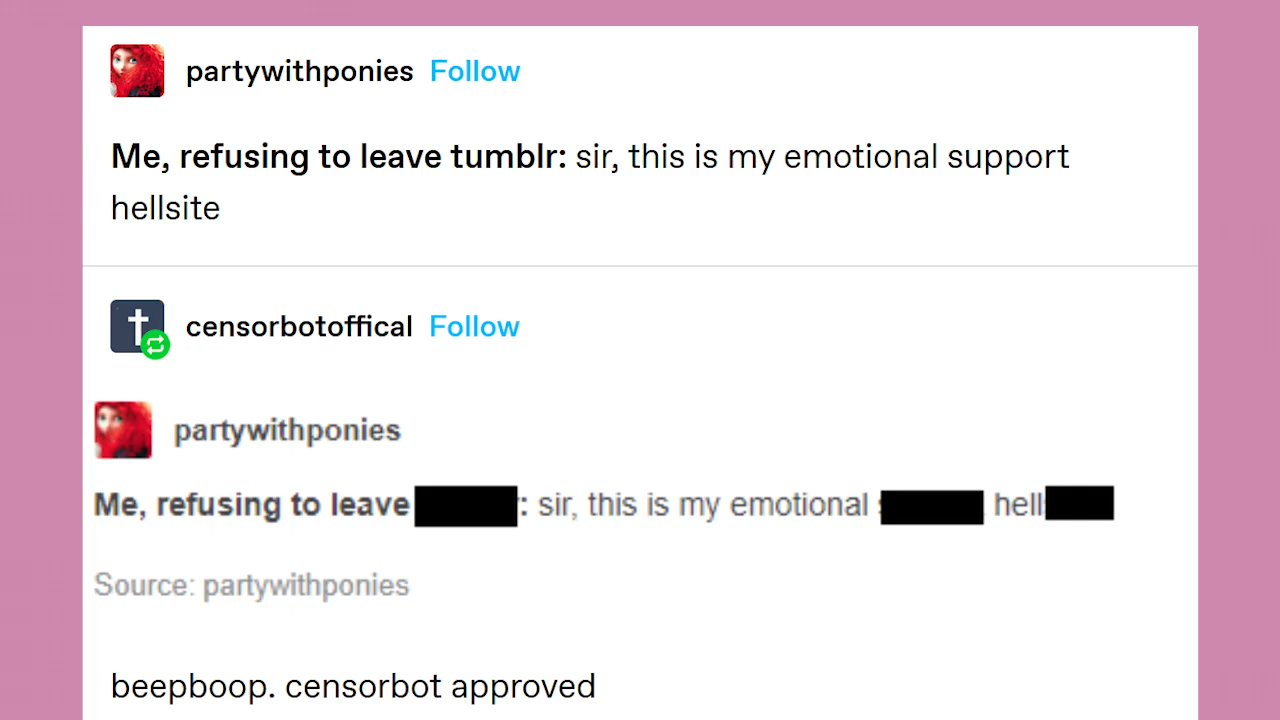 partywithponies Follow
Me, refusing to leave tumblr: sir, this is my emotional support
hellsite
censorbotoffical Follow
partywithponies
Me, refusing to leave : sir, this is my emotional hell
Source: partywithponies
beepboop. censorbot approved